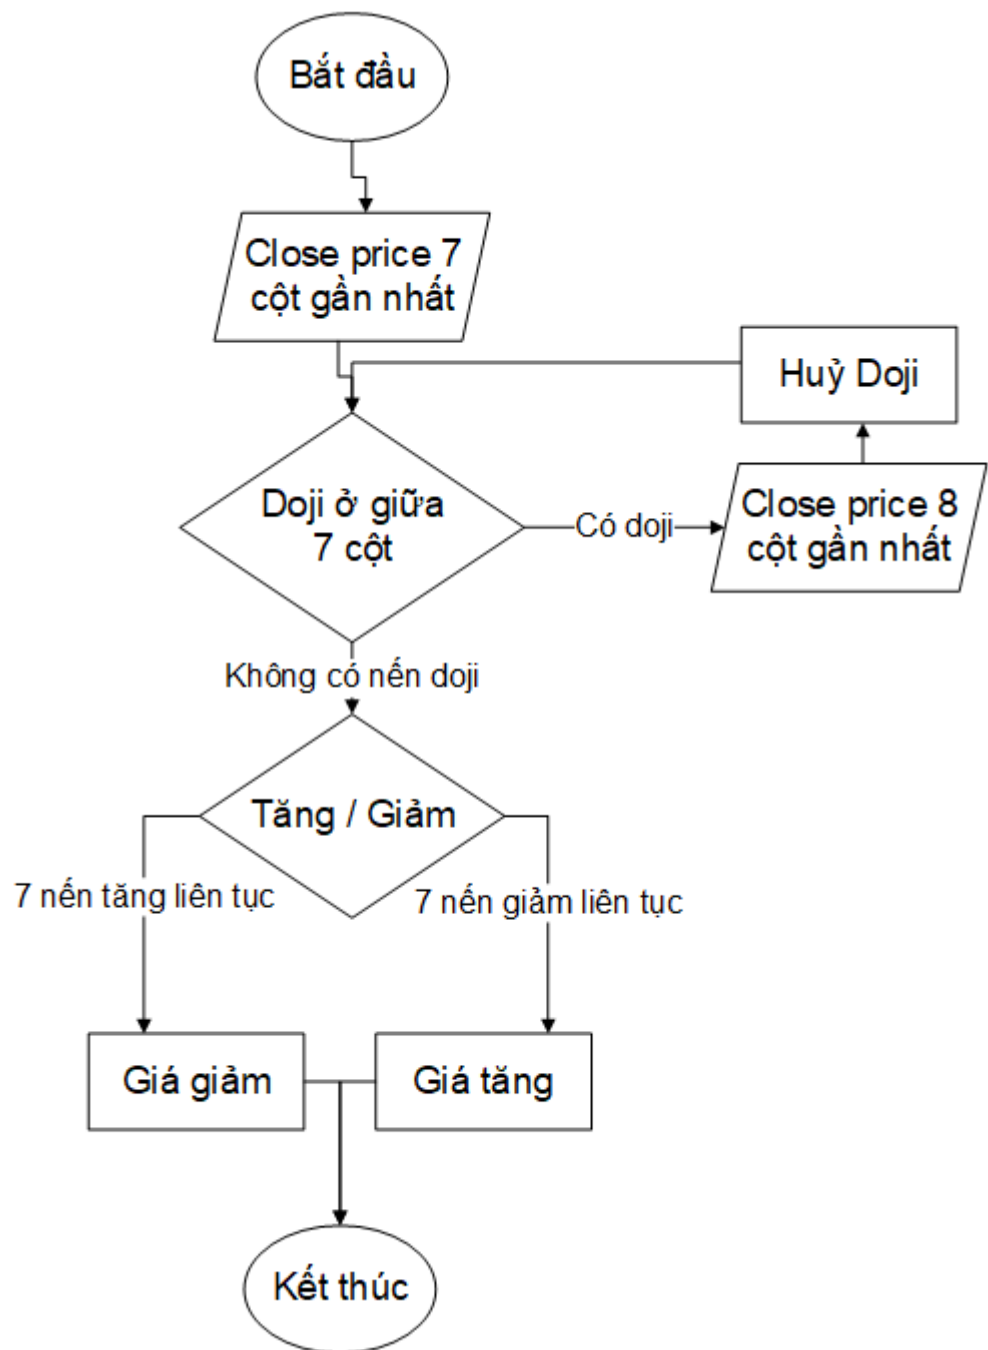 Bắt đầu
Close price 7
cột gần nhất
Huỷ Doji
Doji ở giữa
7 cột
Có doji
Close price 8
cột gần nhất
Không có nến doji
Tăng / Giảm
7 nến tăng liên tục
7 nến giảm liên tục
Giá giảm
Giá tăng
Kết thúc